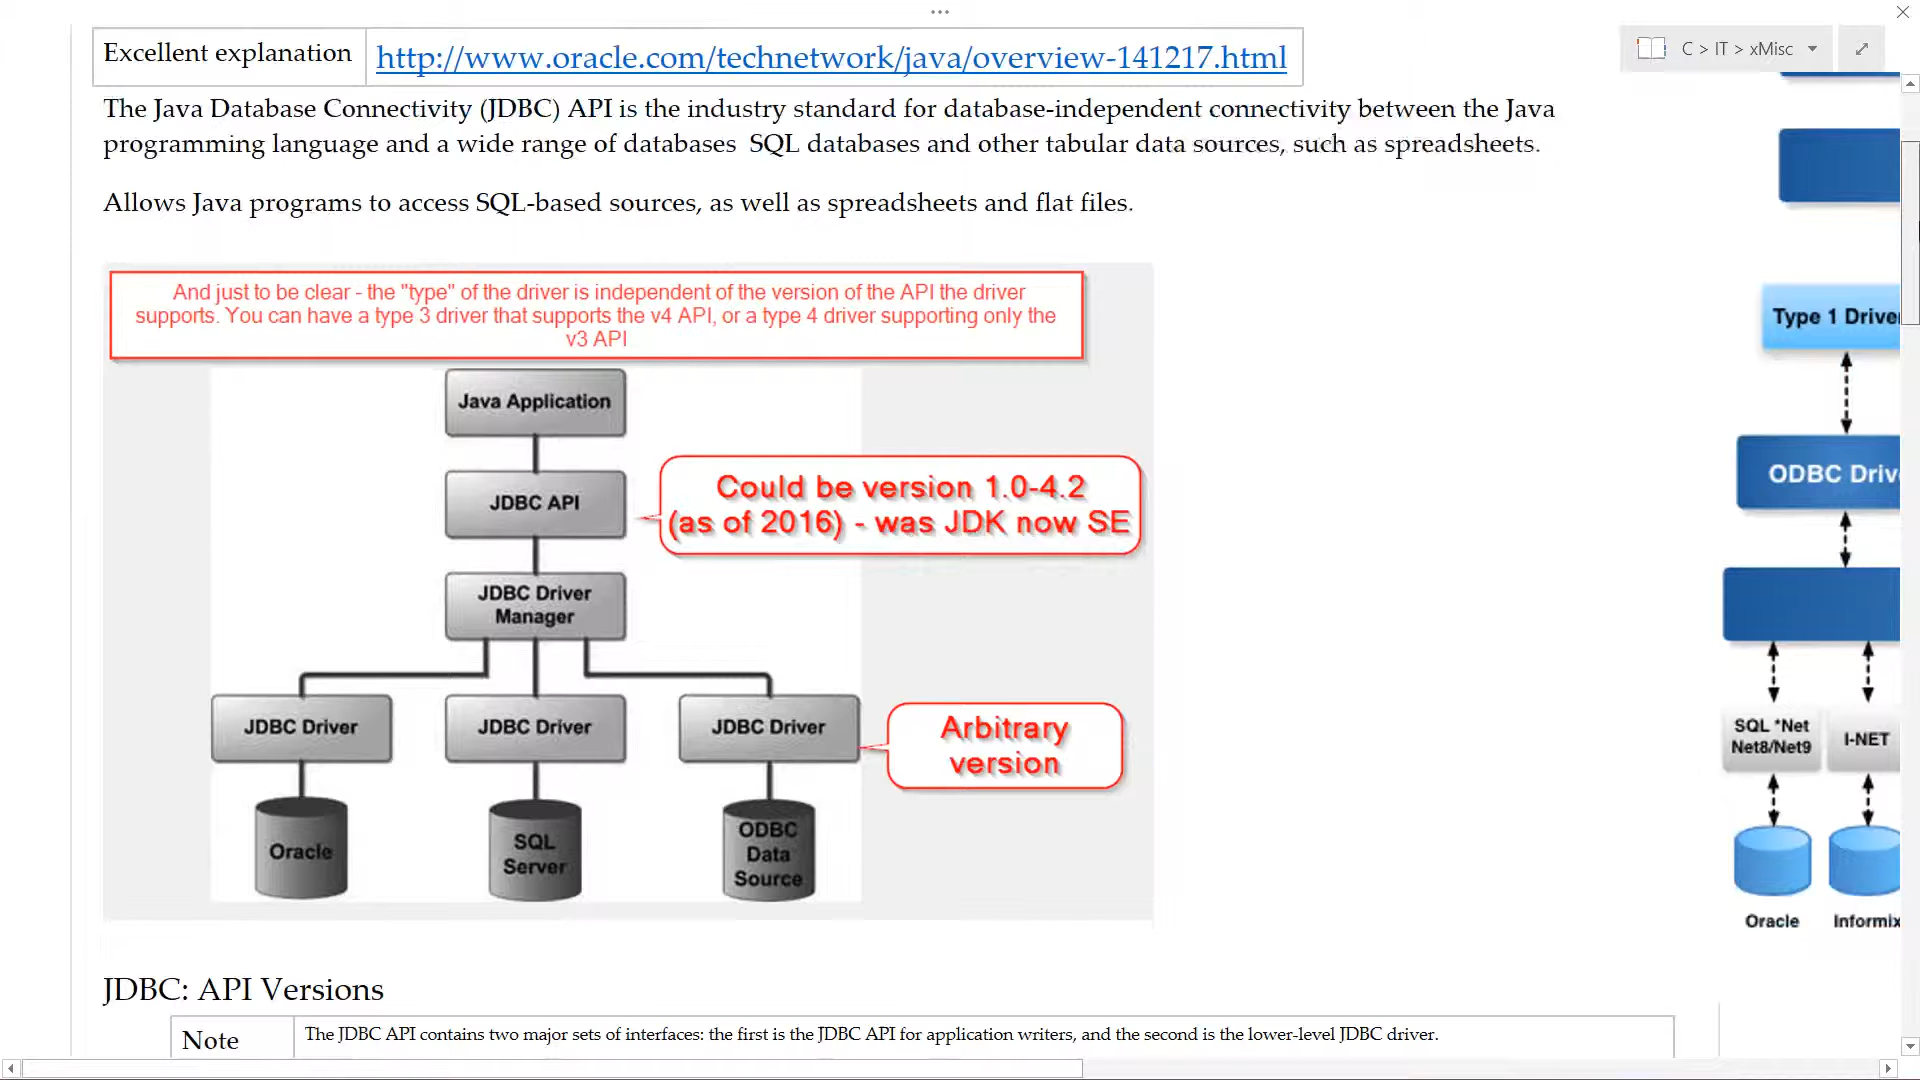 ...
C > IT > xMisc
Excellent explanation
http://www.oracle.com/technetwork/java/overview-141217.html
The Java Database Connectivity (JDBC) API is the industry standard for database-independent connectivity between the Java
programming language and a wide range of databases  SQL databases and other tabular data sources, such as spreadsheets.
Allows Java programs to access SQL-based sources, as well as spreadsheets and flat files.
And just to be clear - the "type" of the driver is independent of the version of the API the driver
supports. You can have a type 3 driver that supports the v4 API, or a type 4 driver supporting only the
v3 API
Java Application
JDBC API
Could be version 1.0-4.2
(as of 2016) - was JDK now SE
JDBC Driver
Manager
JDBC Driver
JDBC Driver
JDBC Driver
Arbitrary
version
Oracle
SQL
Server
ODBC
Data
Source
Type 1 Drive
ODBC Driv
SQL *Net
Net8/Net9
I-NET
Oracle
Informix
JDBC: API Versions
Note
The JDBC API contains two major sets of interfaces: the first is the JDBC API for application writers, and the second is the lower-level JDBC driver.